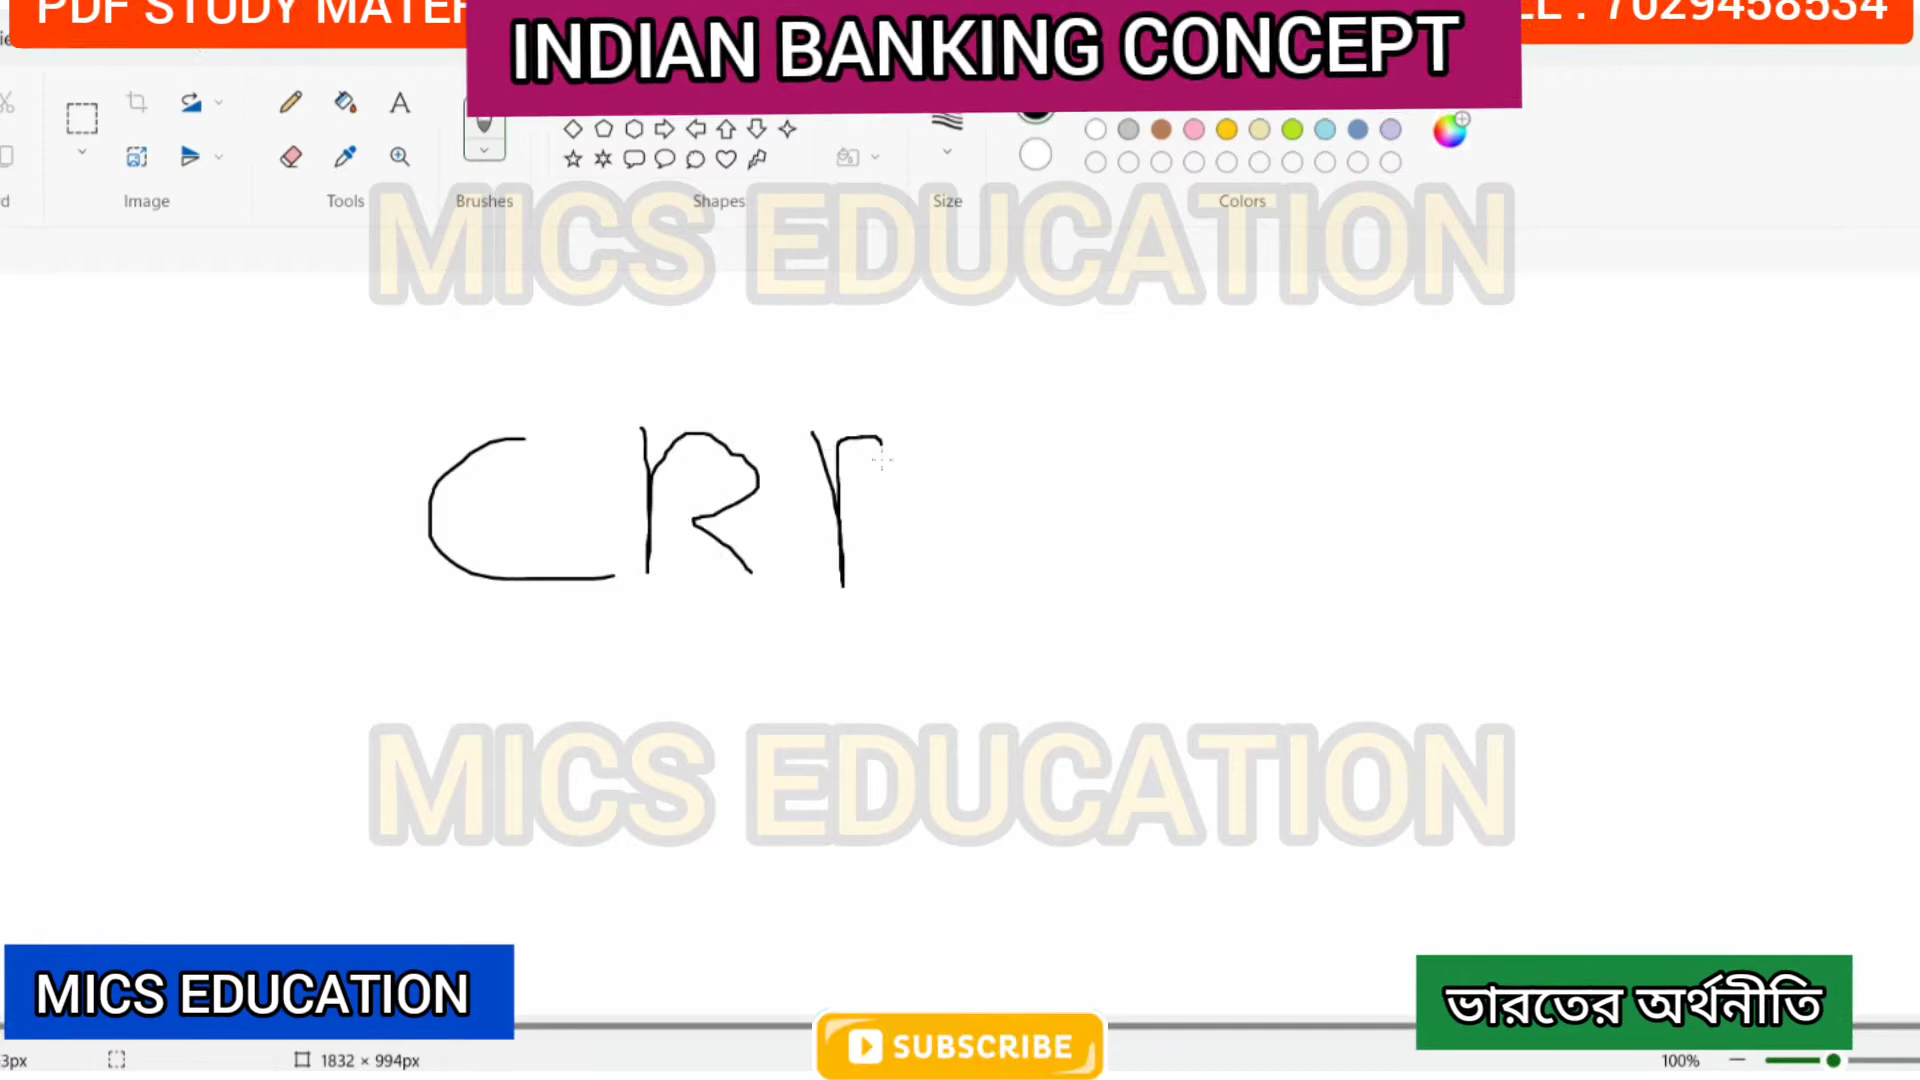 PDF STUDY MATER
INDIAN BANKING CONCEPT
LL : 7029458534
Image
Tools
Brushes
Shapes
Size
Colors
MICS EDUCATION
CR
MICS EDUCATION
MICS EDUCATION
ভারতের অর্থনীতি
SUBSCRIBE
3px
1832 × 994px
100%